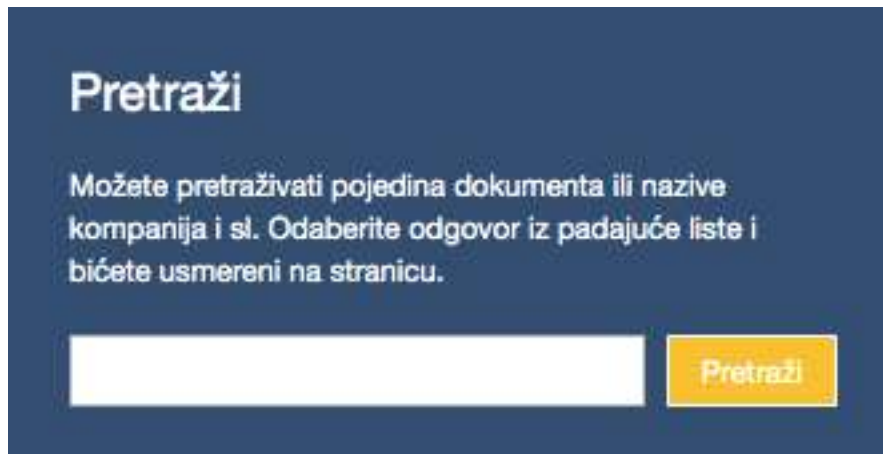 Pretraži
Možete pretraživati pojedina dokumenta ili nazive
kompanija i sl. Odaberite odgovor iz padajuće liste i
bićete usmereni na stranicu.
Pretraži